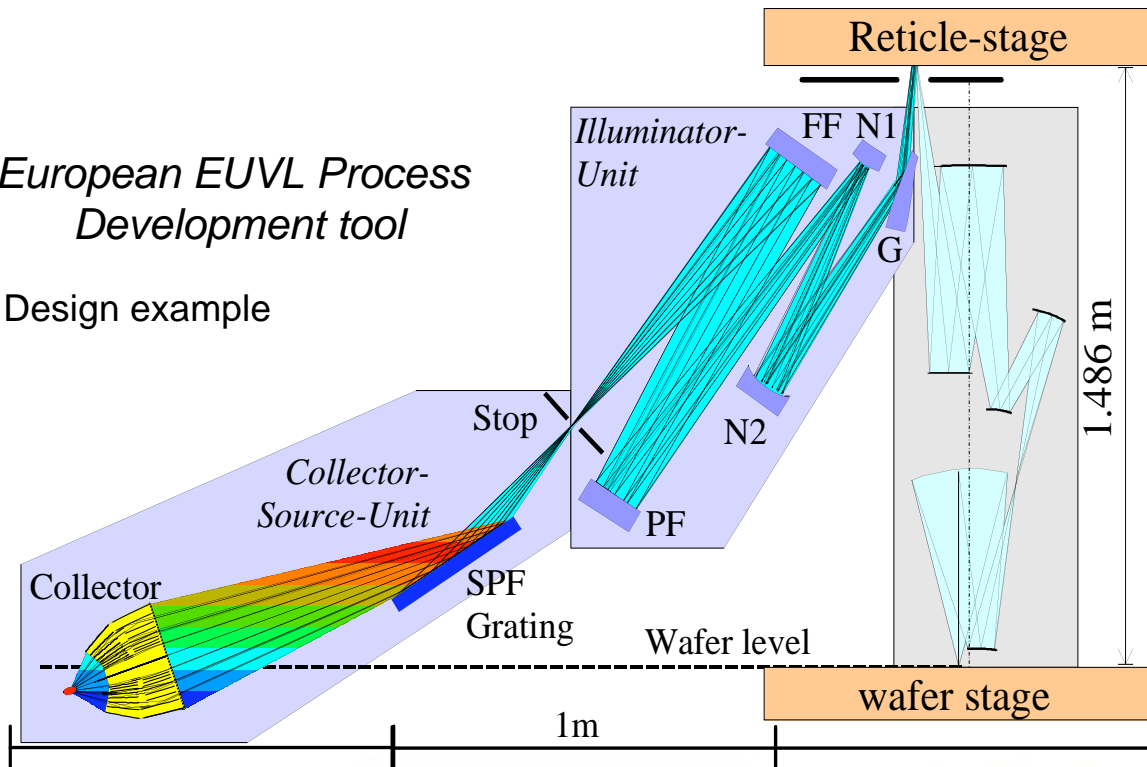 Reticle-stage
Illuminator-
Unit
FF N1
European EUVL Process
Development tool
G
Design example
1.486 m
Stop
N2
Collector-
Source-Unit
PF
Collector
SPF
Grating
Wafer level
wafer stage
1m